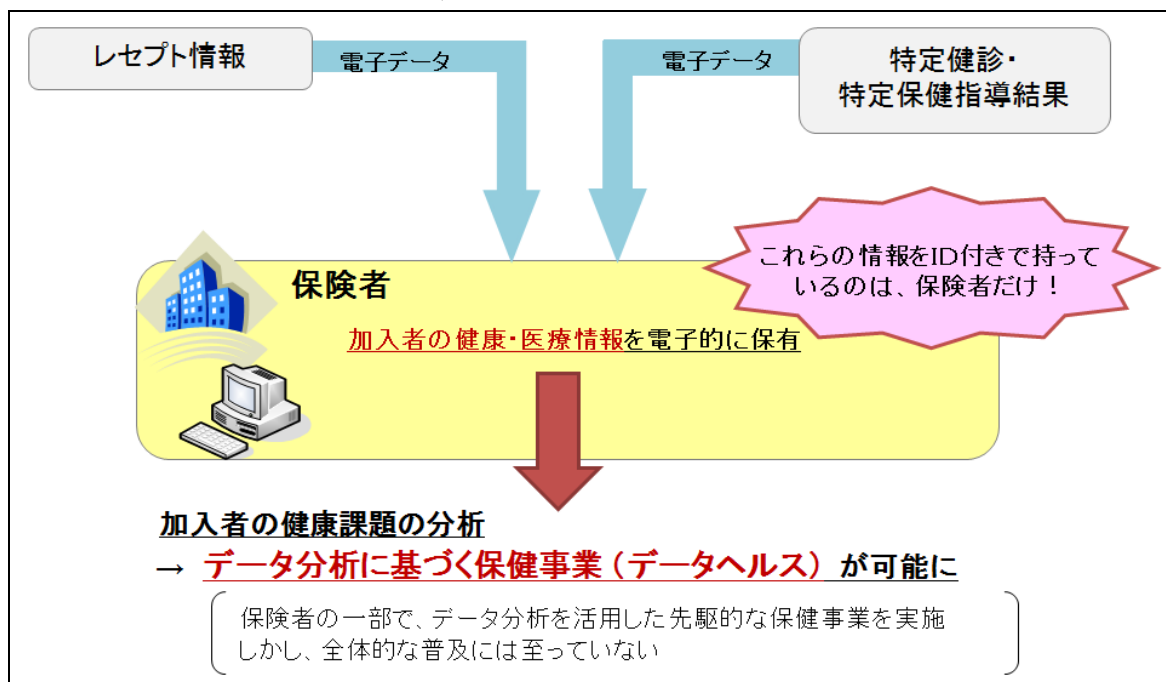 レセプト情報
電子データ
電子データ
特定健診・
特定保健指導結果
これらの情報をID付きで持って
いるのは、保険者だけ！
保険者
加入者の健康・医療情報を電子的に保有
加入者の健康課題の分析
→ データ分析に基づく保健事業（データヘルス）が可能に
保険者の一部で、データ分析を活用した先駆的な保健事業を実施
しかし、全体的な普及には至っていない